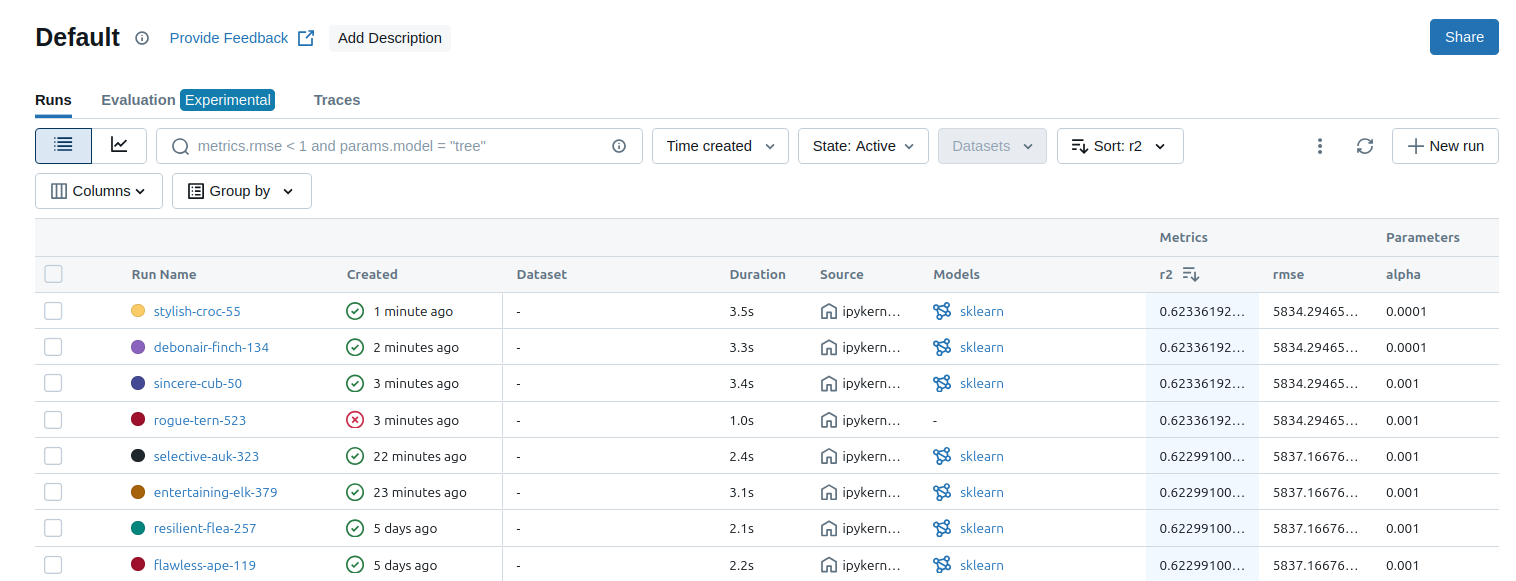 Default Provide Feedback Add Description Share
Runs Evaluation Experimental Traces
metrics.rmse < 1 and params.model = "tree" Time created State: Active Datasets Sort: r2 New run
Columns Group by
Metrics Parameters
Run Name Created Dataset Duration Source Models r2 rmse alpha
stylish-croc-55 1 minute ago - 3.5s ipykern… sklearn 0.62336192… 5834.29465… 0.0001
debonair-finch-134 2 minutes ago - 3.3s ipykern… sklearn 0.62336192… 5834.29465… 0.0001
sincere-cub-50 3 minutes ago - 3.4s ipykern… sklearn 0.62336192… 5834.29465… 0.001
rogue-tern-523 3 minutes ago - 1.0s ipykern… - 0.62336192… 5834.29465… 0.001
selective-auk-323 22 minutes ago - 2.4s ipykern… sklearn 0.62299100… 5837.16676… 0.001
entertaining-elk-379 23 minutes ago - 3.1s ipykern… sklearn 0.62299100… 5837.16676… 0.001
resilient-flea-257 5 days ago - 2.1s ipykern… sklearn 0.62299100… 5837.16676… 0.001
flawless-ape-119 5 days ago - 2.2s ipykern… sklearn 0.62299100… 5837.16676… 0.001